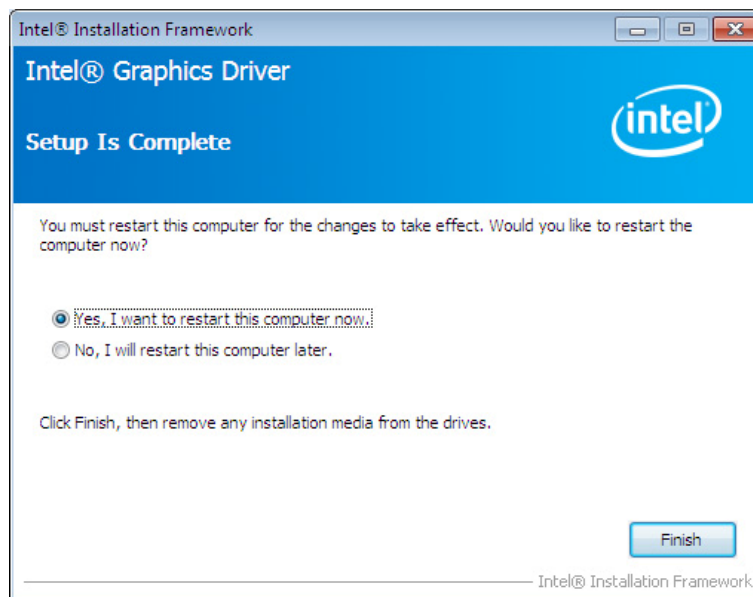 Intel® Installation Framework
Intel® Graphics Driver
intel®
Setup Is Complete
You must restart this computer for the changes to take effect. Would you like to restart the
computer now?
Yes, I want to restart this computer now.
No, I will restart this computer later.
Click Finish, then remove any installation media from the drives.
Finish
Intel® Installation Framework